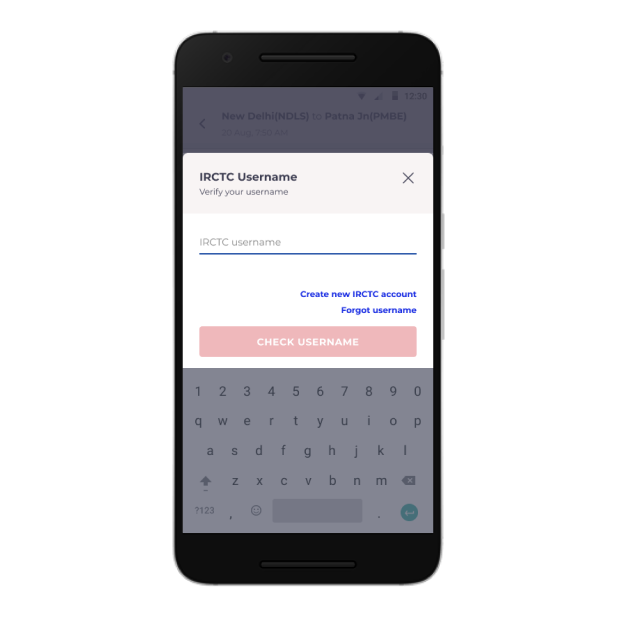 12:30
New Delhi(NDLS) to Patna Jn(PMBE)
20 Aug, 7:50 AM
IRCTC Username
Verify your username
IRCTC username
Create new IRCTC account
Forgot username
CHECK USERNAME
1 2 3 4 5 6 7 8 9 0
q w e r t y u i o p
a s d f g h j k l
z x c v b n m
?123 , .